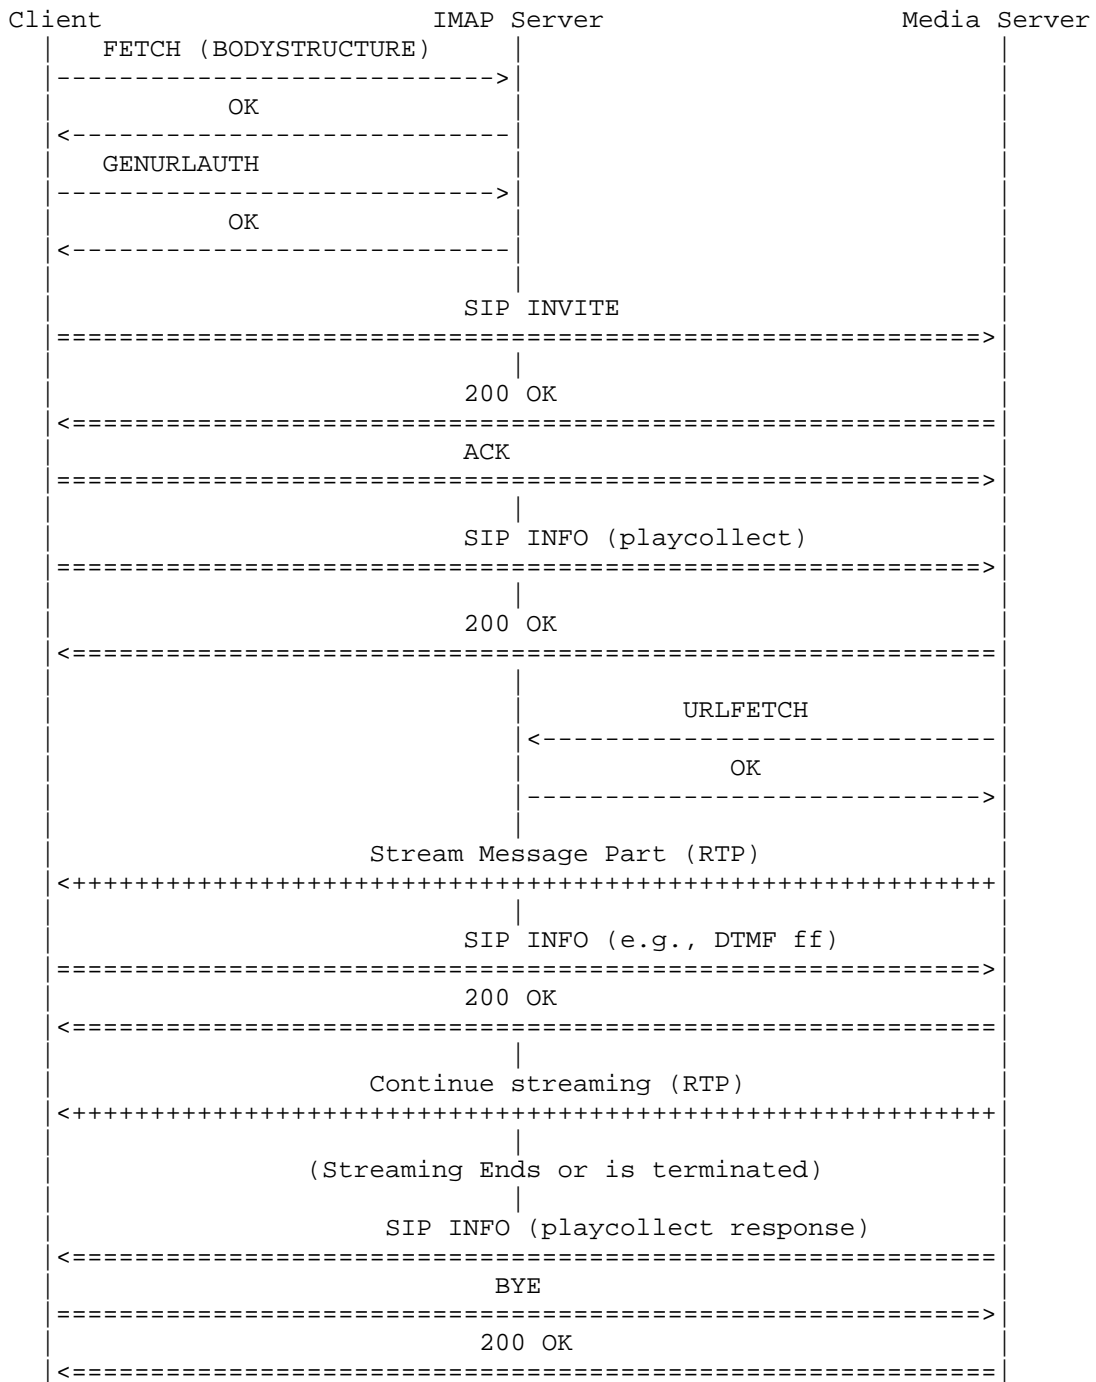 Client IMAP Server Media Server
FETCH (BODYSTRUCTURE)
OK
GENURLAUTH
OK
SIP INVITE
200 OK
ACK
SIP INFO (playcollect)
200 OK
URLFETCH
OK
Stream Message Part (RTP)
SIP INFO (e.g., DTMF ff)
200 OK
Continue streaming (RTP)
(Streaming Ends or is terminated)
SIP INFO (playcollect response)
BYE
200 OK